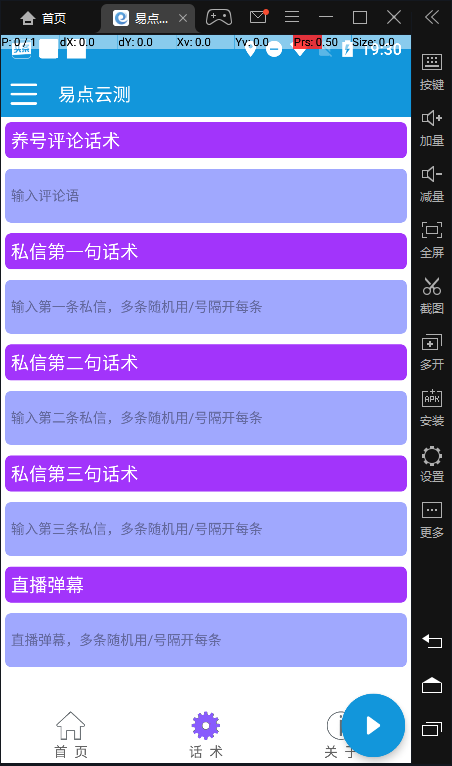 首页
易点...
P: 0 / 1 dX: 0.0 dY: 0.0 Xv: 0.0 Yv: 0.0 Prs: 0.50 Size: 0.0
19:30
易点云测
养号评论话术
输入评论语
私信第一句话术
输入第一条私信，多条随机用/号隔开每条
私信第二句话术
输入第二条私信，多条随机用/号隔开每条
私信第三句话术
输入第三条私信，多条随机用/号隔开每条
直播弹幕
直播弹幕，多条随机用/号隔开每条
首 页
话 术
关 于
按键
加量
减量
全屏
截图
多开
APK
安装
设置
更多